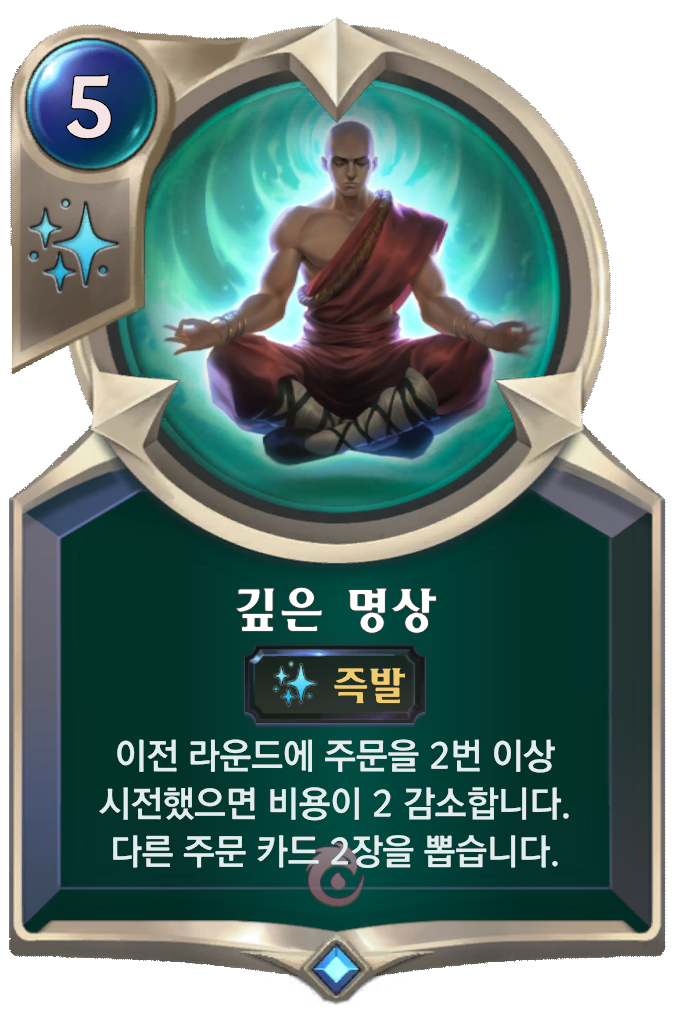 5
깊은 명상
즉발
이전 라운드에 주문을 2번 이상
시전했으면 비용이 2 감소합니다.
다른 주문 카드 2장을 뽑습니다.